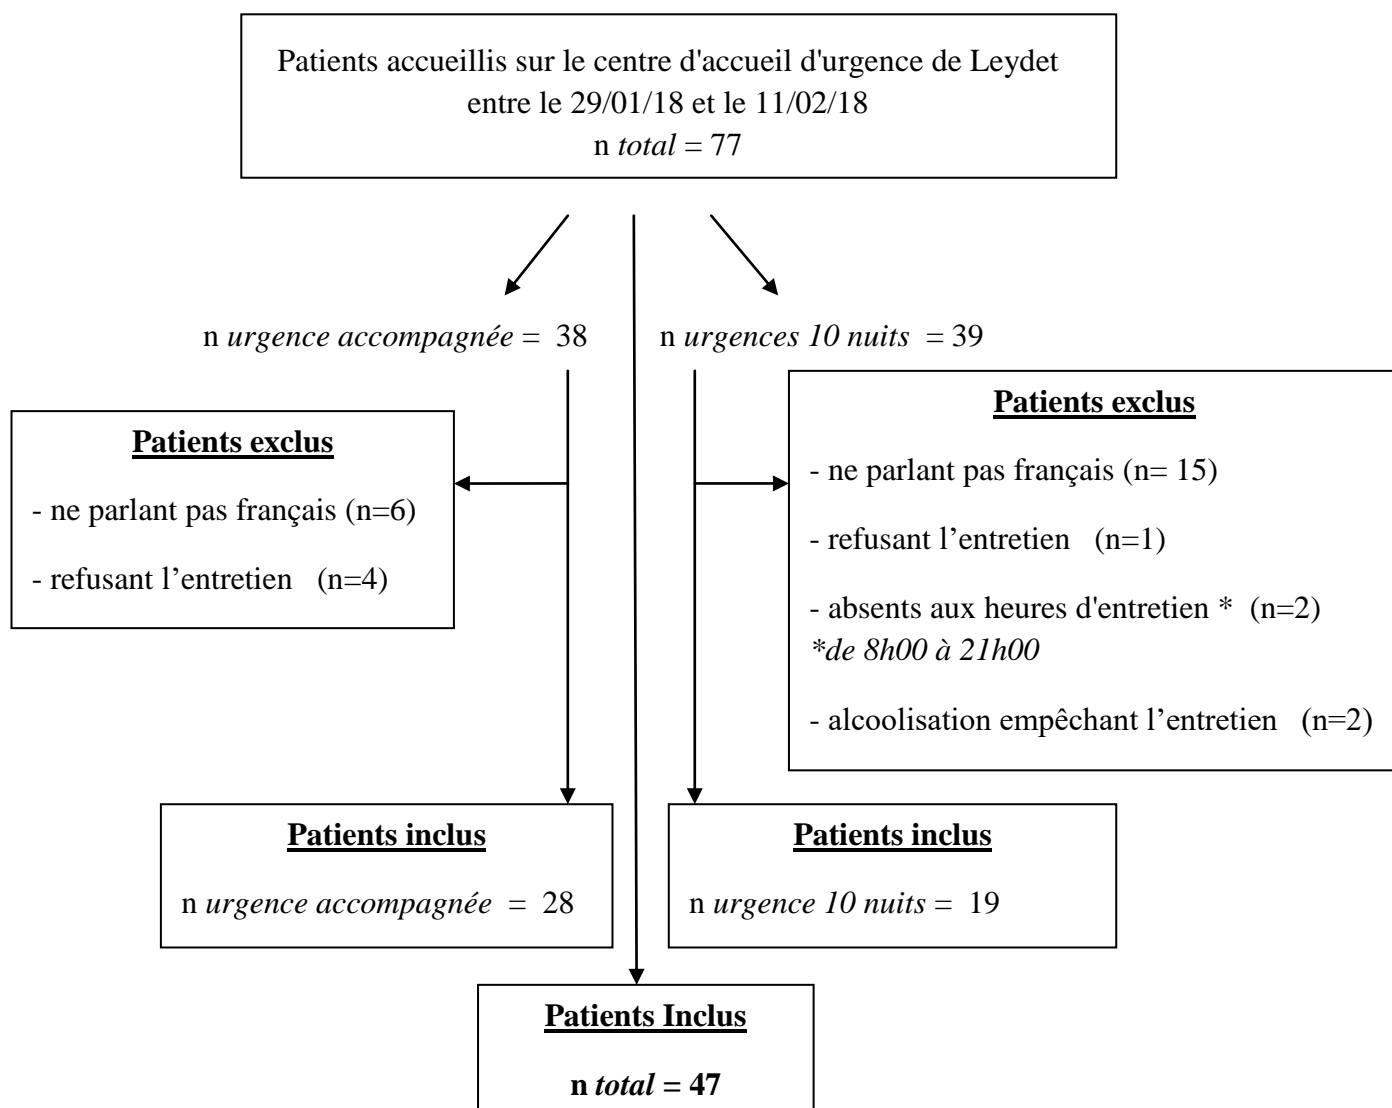 Patients accueillis sur le centre d'accueil d'urgence de Leydet
entre le 29/01/18 et le 11/02/18
n total = 77
n urgence accompagnée = 38
n urgences 10 nuits = 39
Patients exclus
- ne parlant pas français (n=6)
- refusant l’entretien (n=4)
Patients exclus
- ne parlant pas français (n= 15)
- refusant l’entretien (n=1)
- absents aux heures d'entretien * (n=2)
*de 8h00 à 21h00
- alcoolisation empêchant l’entretien (n=2)
Patients inclus
n urgence accompagnée = 28
Patients inclus
n urgence 10 nuits = 19
Patients Inclus
n total = 47